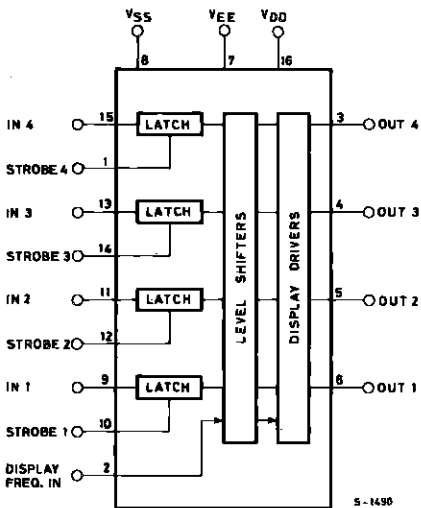 VSS VEE VDD
8 7 16
IN 4 15 LATCH 3 OUT 4
STROBE 4 1
IN 3 13 LATCH 4 OUT 3
STROBE 3 14
IN 2 11 LATCH 5 OUT 2
STROBE 2 12
IN 1 9 LATCH 6 OUT 1
STROBE 1 10
DISPLAY
FREQ. IN 2
LEVEL SHIFTERS
DISPLAY DRIVERS
S-1490